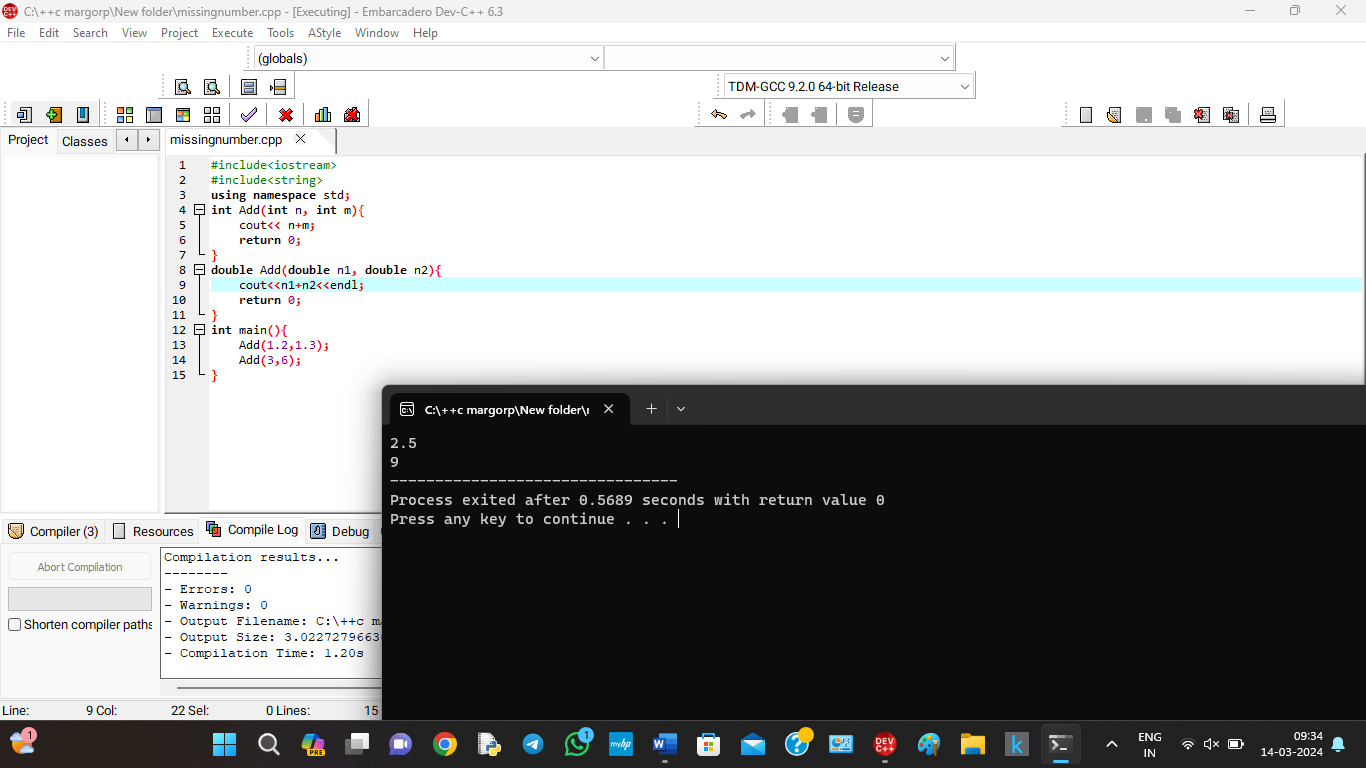 C:\++c margorp\New folder\missingnumber.cpp - [Executing] - Embarcadero Dev-C++ 6.3
File Edit Search View Project Execute Tools AStyle Window Help
(globals)
TDM-GCC 9.2.0 64-bit Release
Project Classes missingnumber.cpp
1 #include<iostream>
2 #include<string>
3 using namespace std;
4 int Add(int n, int m){
5 cout<< n+m;
6 return 0;
7 }
8 double Add(double n1, double n2){
9 cout<<n1+n2<<endl;
10 return 0;
11 }
12 int main(){
13 Add(1.2,1.3);
14 Add(3,6);
15 }
C:\++c margorp\New folder\
2.5
9
--------------------------------
Process exited after 0.5689 seconds with return value 0
Press any key to continue . . .
Compiler (3) Resources Compile Log Debug
Abort Compilation
Shorten compiler paths
Compilation results...
--------
- Errors: 0
- Warnings: 0
- Output Filename: C:\++c
- Output Size: 3.0227279663
- Compilation Time: 1.20s
Line: 9 Col: 22 Sel: 0 Lines: 15
1
PRE
1
myhp
DEV C++
k
ENG
IN
09:34
14-03-2024